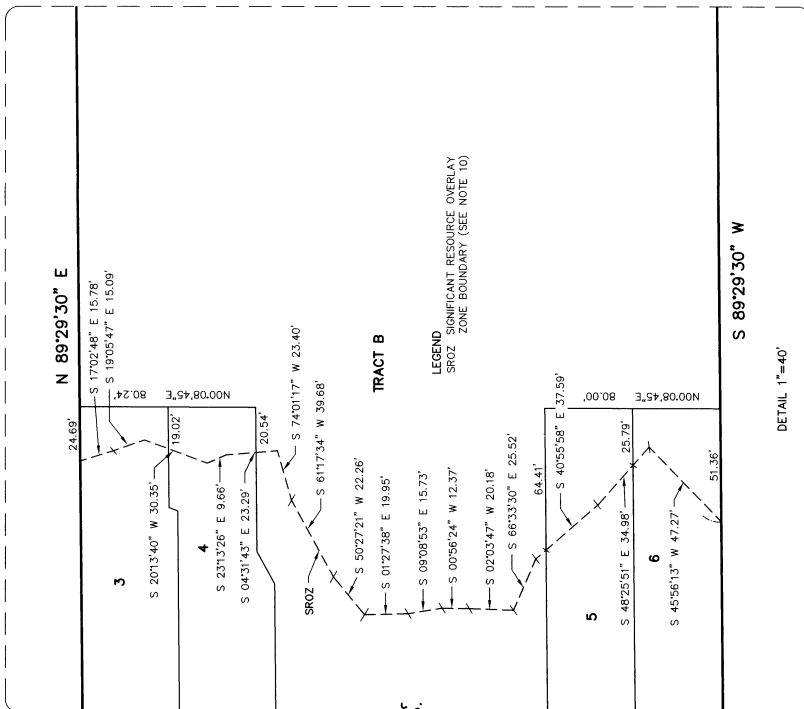 N 89°29'30" E
24.69'
S 17°02'48" E 15.78'
S 19°05'47" E 15.09'
80.24'
N00°08'45"E
3
19.02'
S 20°13'40" W 30.35'
4
S 23°13'26" E 9.66'
S 04°31'43" E 23.29'
20.54'
S 74°01'17" W 23.40'
S 61°17'34" W 39.68'
SROZ
S 50°27'21" W 22.26'
TRACT B
S 01°27'38" E 19.95'
S 09°08'53" E 15.73'
S 00°56'24" W 12.37'
S 02°03'47" W 20.18'
S 66°33'30" E 25.52'
LEGEND
SROZ SIGNIFICANT RESOURCE OVERLAY
ZONE BOUNDARY (SEE NOTE 10)
64.41'
S 40°55'58" E 37.59'
80.00'
N00°08'45"E
5
25.79'
S 48°25'51" E 34.98'
6
S 45°56'13" W 47.27'
51.36'
S 89°29'30" W
DETAIL 1"=40'